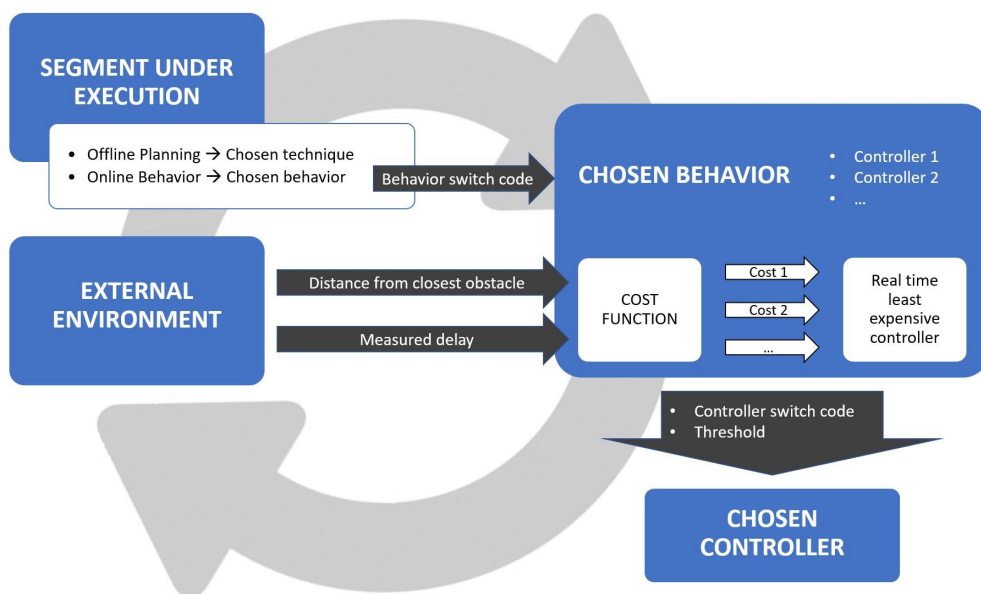 SEGMENT UNDER
EXECUTION
• Offline Planning → Chosen technique
• Online Behavior → Chosen behavior
Behavior switch code
CHOSEN BEHAVIOR
• Controller 1
• Controller 2
• ...
EXTERNAL
ENVIRONMENT
Distance from closest obstacle
Measured delay
COST
FUNCTION
Cost 1
Cost 2
...
Real time
least
expensive
controller
• Controller switch code
• Threshold
CHOSEN
CONTROLLER